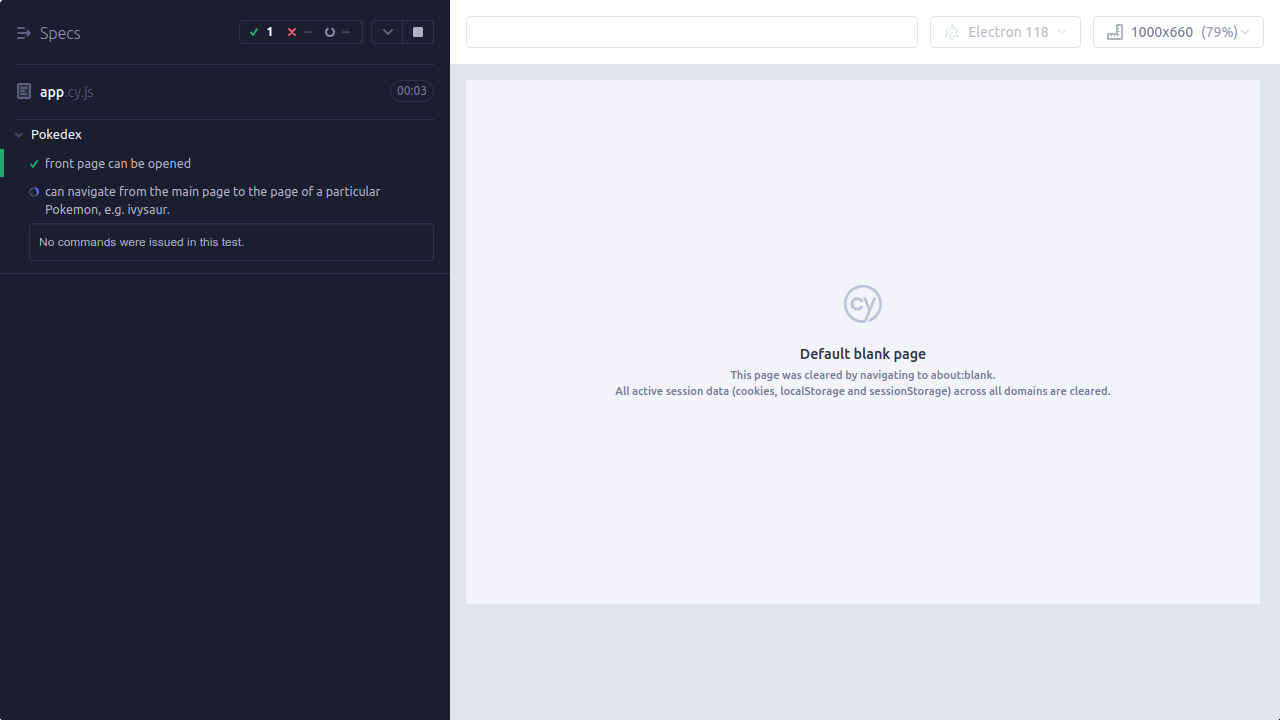 Specs
1
--
--
Electron 118
1000x660 (79%)
app.cy.js
00:03
Pokedex
front page can be opened
can navigate from the main page to the page of a particular
Pokemon, e.g. ivysaur.
No commands were issued in this test.
cy
Default blank page
This page was cleared by navigating to about:blank.
All active session data (cookies, localStorage and sessionStorage) across all domains are cleared.